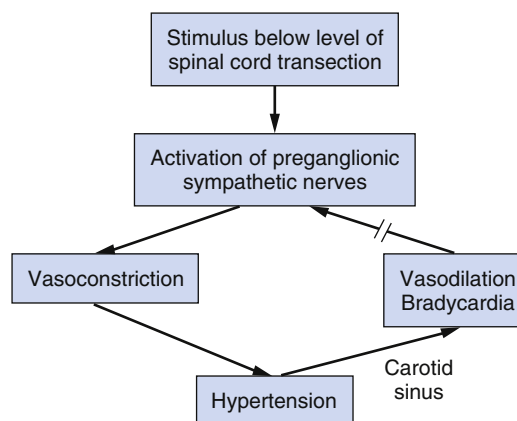 Stimulus below level of
spinal cord transection
Activation of preganglionic
sympathetic nerves
Vasoconstriction
Vasodilation
Bradycardia
Carotid
sinus
Hypertension